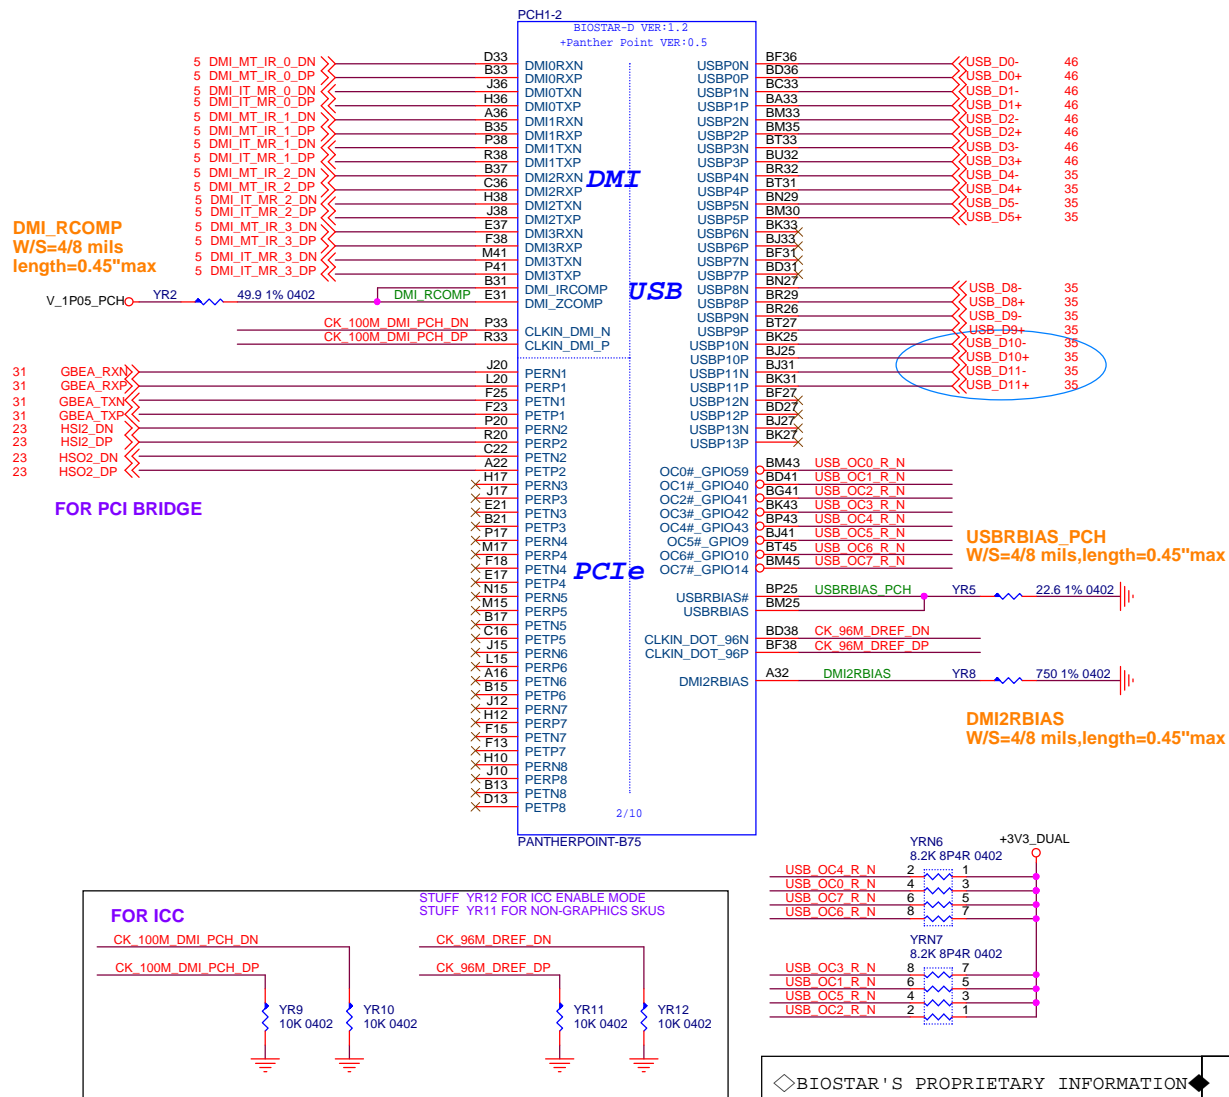 PCH1-2
BIOSTAR-D VER:1.2
+Panther Point VER:0.5
5 DMI_MT_IR_0_DN D33 DMI0RXN
5 DMI_MT_IR_0_DP B33 DMI0RXP
5 DMI_IT_MR_0_DN J36 DMI0TXN
5 DMI_IT_MR_0_DP H36 DMI0TXP
5 DMI_MT_IR_1_DN A36 DMI1RXN
5 DMI_MT_IR_1_DP B35 DMI1RXP
5 DMI_IT_MR_1_DN P38 DMI1TXN
5 DMI_IT_MR_1_DP R38 DMI1TXP
5 DMI_MT_IR_2_DN B37 DMI2RXN
5 DMI_MT_IR_2_DP C36 DMI2RXP
5 DMI_IT_MR_2_DN H38 DMI2TXN
5 DMI_IT_MR_2_DP J38 DMI2TXP
5 DMI_MT_IR_3_DN E37 DMI3RXN
5 DMI_MT_IR_3_DP F38 DMI3RXP
5 DMI_IT_MR_3_DN M41 DMI3TXN
5 DMI_IT_MR_3_DP P41 DMI3TXP
B31 DMI_IRCOMP
V_1P05_PCH YR2 49.9 1% 0402 DMI_RCOMP E31 DMI_ZCOMP
DMI_RCOMP
W/S=4/8 mils
length=0.45"max
CK_100M_DMI_PCH_DN P33 CLKIN_DMI_N
CK_100M_DMI_PCH_DP R33 CLKIN_DMI_P
DMI
USB
PCIe
31 GBEA_RXN J20 PERN1
31 GBEA_RXP L20 PERP1
31 GBEA_TXN F25 PETN1
31 GBEA_TXP F23 PETP1
23 HSI2_DN P20 PERN2
23 HSI2_DP R20 PERP2
23 HSO2_DN C22 PETN2
23 HSO2_DP A22 PETP2
FOR PCI BRIDGE
H17 PERN3
J17 PERP3
E21 PETN3
B21 PETP3
P17 PERN4
M17 PERP4
F18 PETN4
E17 PETP4
N15 PERN5
M15 PERP5
B17 PETN5
C16 PETP5
J15 PERN6
L15 PERP6
A16 PETN6
B15 PETP6
J12 PERN7
H12 PERP7
F15 PETN7
F13 PETP7
H10 PERN8
J10 PERP8
B13 PETN8
D13 PETP8
2/10
PANTHERPOINT-B75
USBP0N BF36 USB_D0- 46
USBP0P BD36 USB_D0+ 46
USBP1N BC33 USB_D1- 46
USBP1P BA33 USB_D1+ 46
USBP2N BM33 USB_D2- 46
USBP2P BM35 USB_D2+ 46
USBP3N BT33 USB_D3- 46
USBP3P BU32 USB_D3+ 46
USBP4N BR32 USB_D4- 35
USBP4P BT31 USB_D4+ 35
USBP5N BN29 USB_D5- 35
USBP5P BM30 USB_D5+ 35
USBP6N BK33
USBP6P BJ33
USBP7N BF31
USBP7P BD31
USBP8N BN27 USB_D8- 35
USBP8P BR29 USB_D8+ 35
USBP9N BR26 USB_D9- 35
USBP9P BT27 USB_D9+ 35
USBP10N BK25 USB_D10- 35
USBP10P BJ25 USB_D10+ 35
USBP11N BJ31 USB_D11- 35
USBP11P BK31 USB_D11+ 35
USBP12N BF27
USBP12P BD27
USBP13N BJ27
USBP13P BK27
OC0#_GPIO59 BM43 USB_OC0_R_N
OC1#_GPIO40 BD41 USB_OC1_R_N
OC2#_GPIO41 BG41 USB_OC2_R_N
OC3#_GPIO42 BK43 USB_OC3_R_N
OC4#_GPIO43 BP43 USB_OC4_R_N
OC5#_GPIO9 BJ41 USB_OC5_R_N
OC6#_GPIO10 BT45 USB_OC6_R_N
OC7#_GPIO14 BM45 USB_OC7_R_N
USBRBIAS_PCH
W/S=4/8 mils,length=0.45"max
USBRBIAS# BP25 USBRBIAS_PCH YR5 22.6 1% 0402
USBRBIAS BM25
CLKIN_DOT_96N BD38 CK_96M_DREF_DN
CLKIN_DOT_96P BF38 CK_96M_DREF_DP
DMI2RBIAS A32 DMI2RBIAS YR8 750 1% 0402
DMI2RBIAS
W/S=4/8 mils,length=0.45"max
YRN6 +3V3_DUAL
8.2K 8P4R 0402
USB_OC4_R_N 2 1
USB_OC0_R_N 4 3
USB_OC7_R_N 6 5
USB_OC6_R_N 8 7
YRN7
8.2K 8P4R 0402
USB_OC3_R_N 8 7
USB_OC1_R_N 6 5
USB_OC5_R_N 4 3
USB_OC2_R_N 2 1
STUFF YR12 FOR ICC ENABLE MODE
STUFF YR11 FOR NON-GRAPHICS SKUS
FOR ICC
CK_100M_DMI_PCH_DN CK_96M_DREF_DN
CK_100M_DMI_PCH_DP CK_96M_DREF_DP
YR9 YR10 YR11 YR12
10K 0402 10K 0402 10K 0402 10K 0402
BIOSTAR'S PROPRIETARY INFORMATION